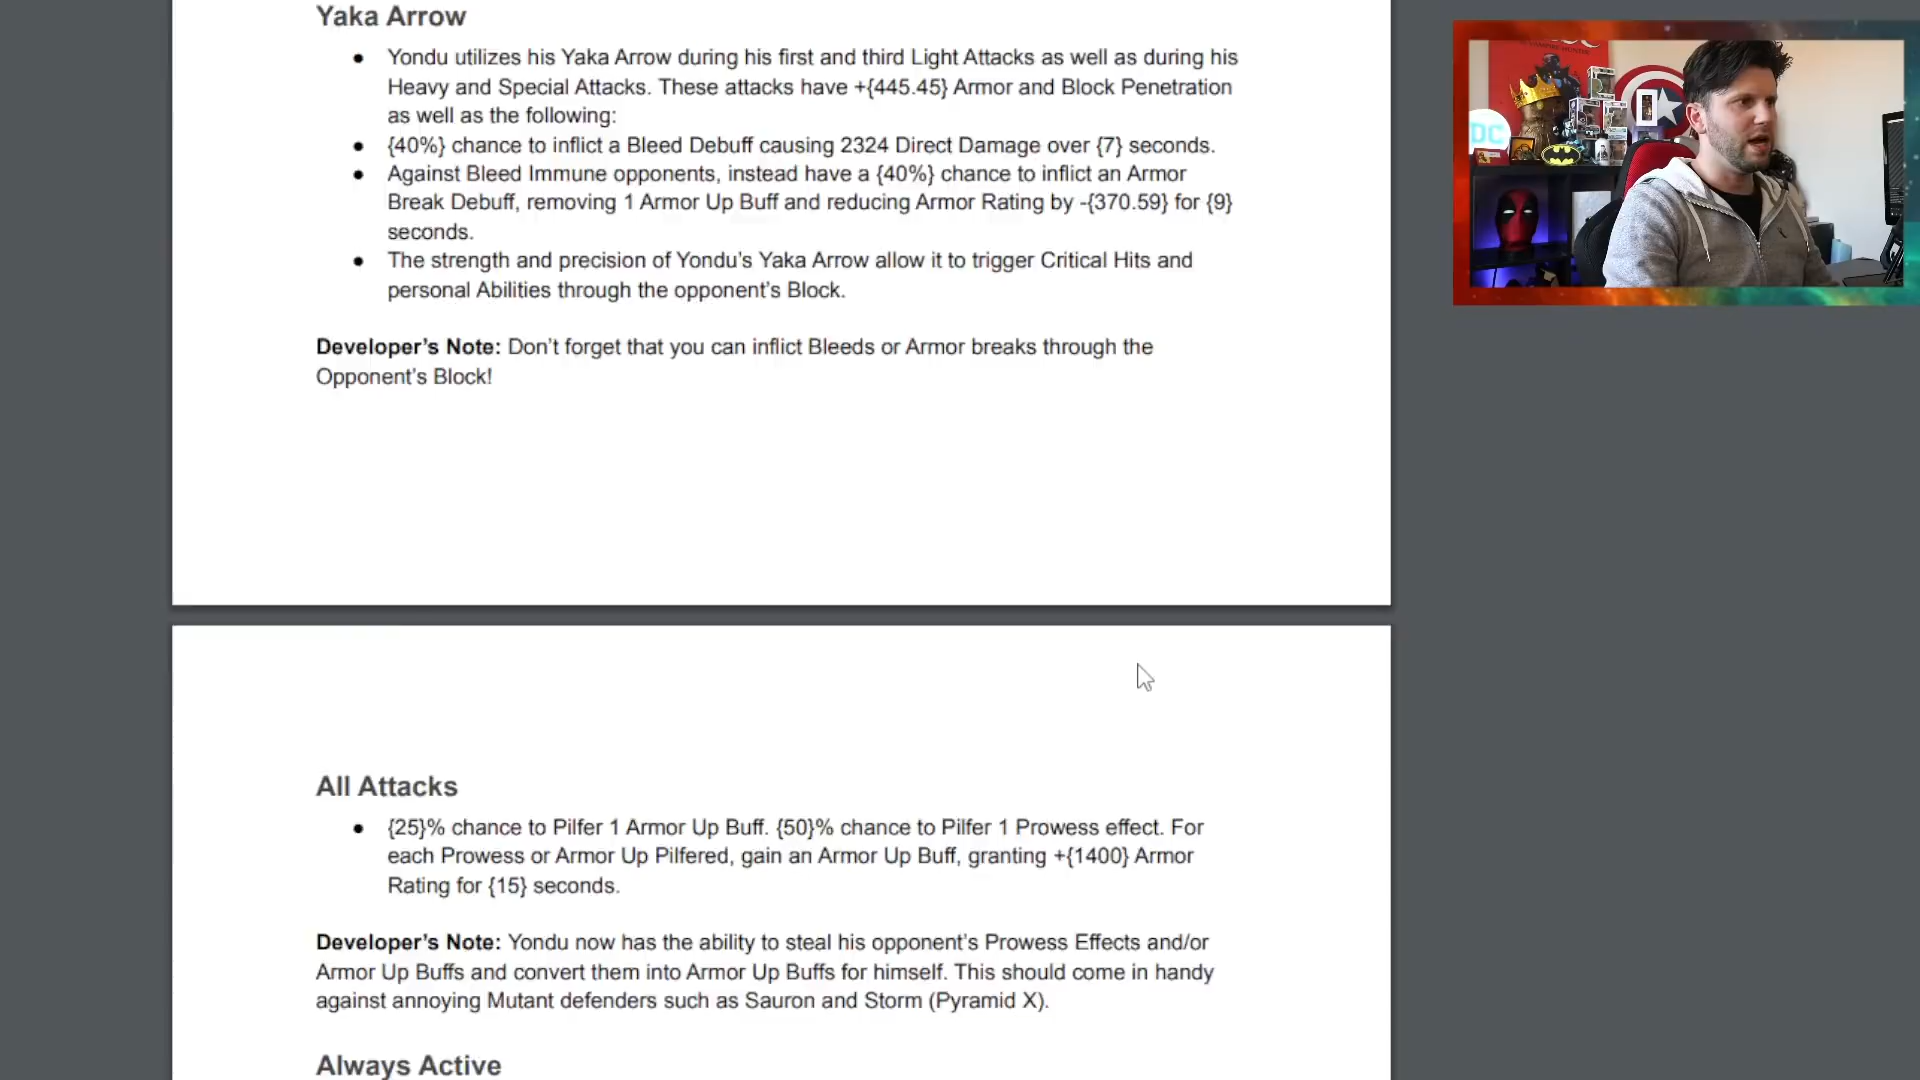 Yaka Arrow
● Yondu utilizes his Yaka Arrow during his first and third Light Attacks as well as during his
Heavy and Special Attacks. These attacks have +{445.45} Armor and Block Penetration
as well as the following:
● {40%} chance to inflict a Bleed Debuff causing 2324 Direct Damage over {7} seconds.
● Against Bleed Immune opponents, instead have a {40%} chance to inflict an Armor
Break Debuff, removing 1 Armor Up Buff and reducing Armor Rating by -{370.59} for {9}
seconds.
● The strength and precision of Yondu's Yaka Arrow allow it to trigger Critical Hits and
personal Abilities through the opponent's Block.
Developer's Note: Don't forget that you can inflict Bleeds or Armor breaks through the
Opponent's Block!
All Attacks
● {25}% chance to Pilfer 1 Armor Up Buff. {50}% chance to Pilfer 1 Prowess effect. For
each Prowess or Armor Up Pilfered, gain an Armor Up Buff, granting +{1400} Armor
Rating for {15} seconds.
Developer's Note: Yondu now has the ability to steal his opponent's Prowess Effects and/or
Armor Up Buffs and convert them into Armor Up Buffs for himself. This should come in handy
against annoying Mutant defenders such as Sauron and Storm (Pyramid X).
Always Active
DC